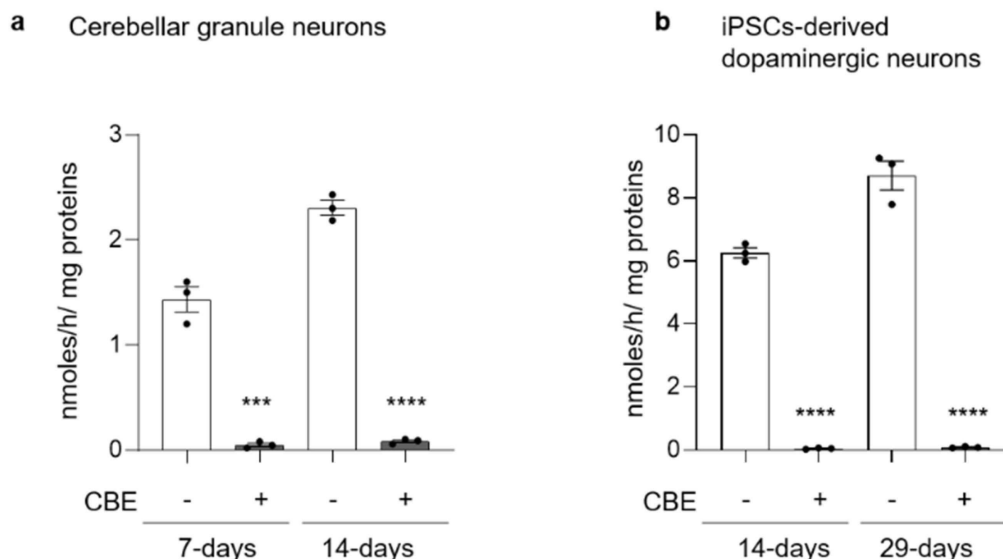 a Cerebellar granule neurons
nmoles/h/ mg proteins
3
2
1
0
*** ****
CBE - + - +
7-days 14-days
b iPSCs-derived
dopaminergic neurons
nmoles/h/ mg proteins
10
8
6
4
2
0
**** ****
CBE - + - +
14-days 29-days